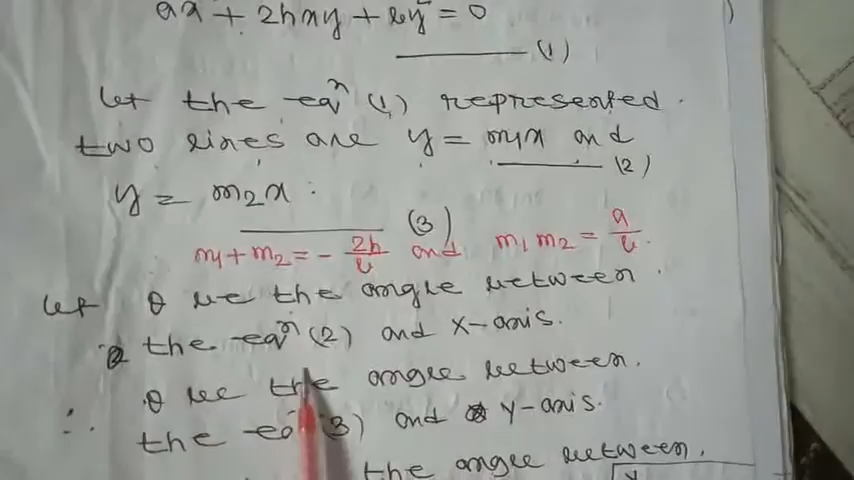 ax² + 2hxy + by² = 0
(1)
Let the eqⁿ (1) represented.
two lines are y = m₁x and
(2)
y = m₂x.
(3)
m₁ + m₂ = - 2h/b and m₁ m₂ = a/b.
Let θ be the angle between.
the eqⁿ (2) and x-axis.
∴ θ be the angle between.
the eqⁿ (3) and y-axis.
the angle between.